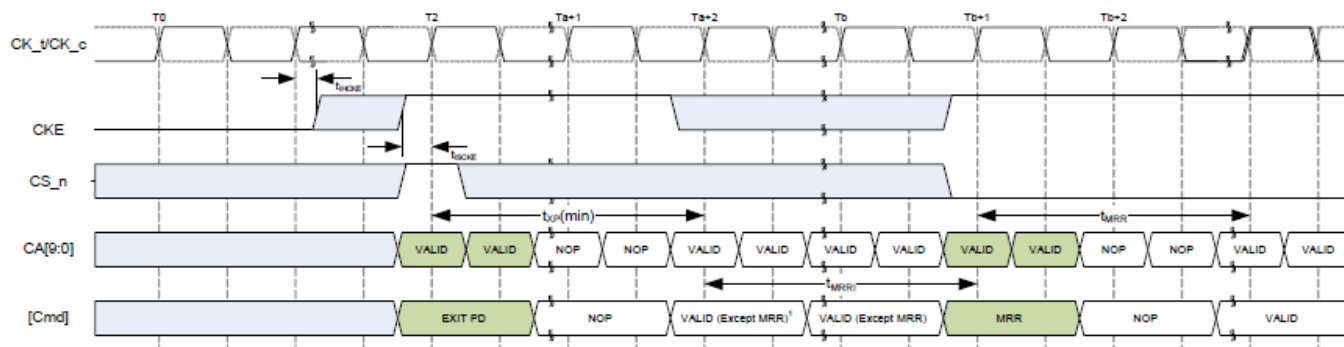 T0 T2 Ta+1 Ta+2 Tb Tb+1 Tb+2
CK_t/CK_c
tIHCKE
CKE
tISCKE
CS_n
tXP(min) tMRR
CA[9:0] VALID VALID NOP NOP VALID VALID VALID VALID VALID VALID NOP NOP VALID VALID
tMRRI
[Cmd] EXIT PD NOP VALID (Except MRR)¹ VALID (Except MRR) MRR NOP VALID